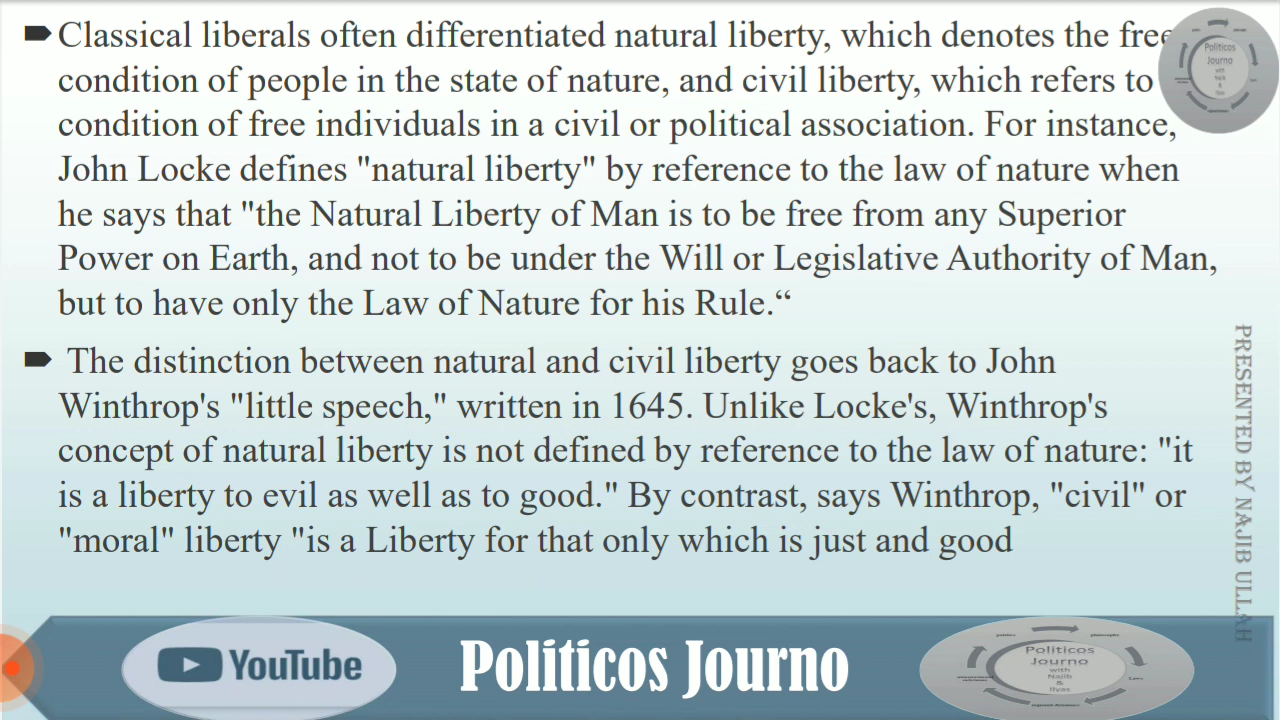 Classical liberals often differentiated natural liberty, which denotes the free
condition of people in the state of nature, and civil liberty, which refers to
condition of free individuals in a civil or political association. For instance,
John Locke defines "natural liberty" by reference to the law of nature when
he says that "the Natural Liberty of Man is to be free from any Superior
Power on Earth, and not to be under the Will or Legislative Authority of Man,
but to have only the Law of Nature for his Rule.“
The distinction between natural and civil liberty goes back to John
Winthrop's "little speech," written in 1645. Unlike Locke's, Winthrop's
concept of natural liberty is not defined by reference to the law of nature: "it
is a liberty to evil as well as to good." By contrast, says Winthrop, "civil" or
"moral" liberty "is a Liberty for that only which is just and good
Politicos
Journo
with
Najib
&
Ilyas
PRESENTED BY NAJIB ULLAH
YouTube
Politicos Journo
Politicos
Journo
with
Najib
&
Ilyas